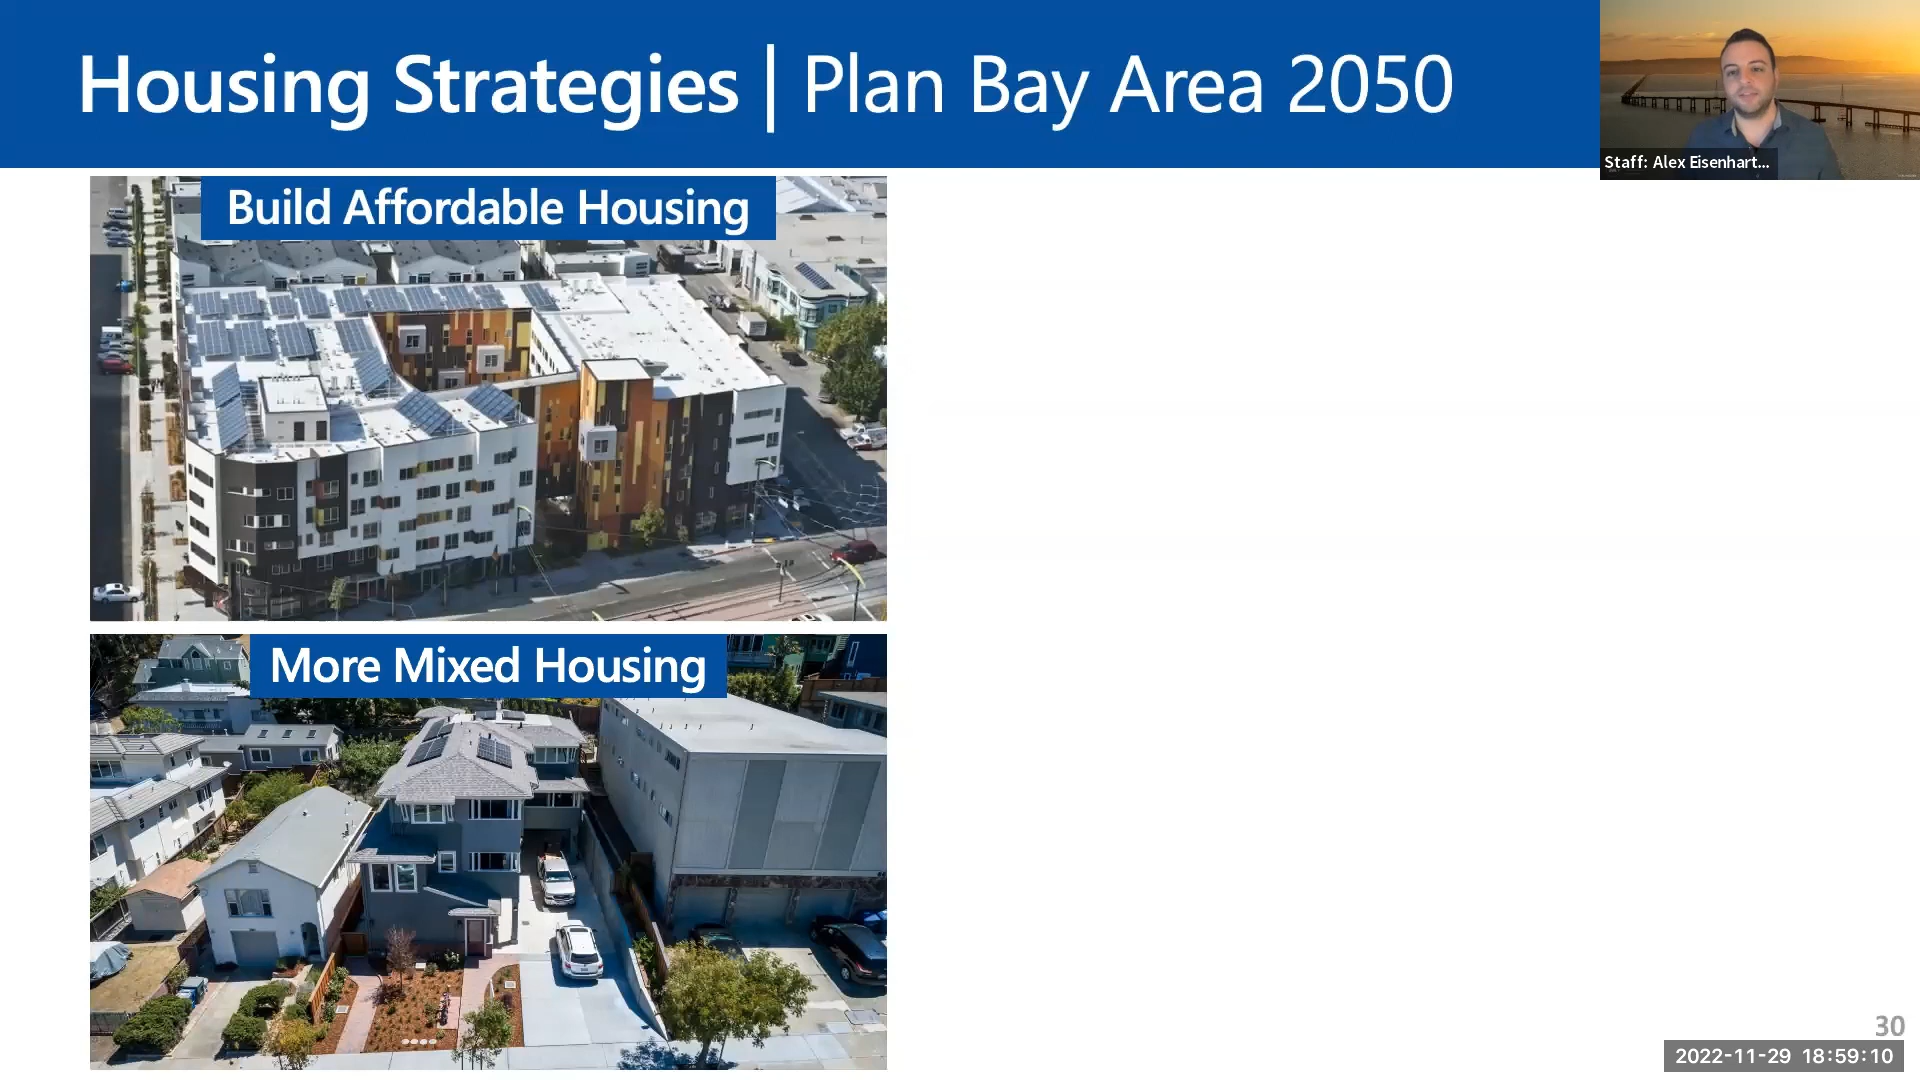 Housing Strategies | Plan Bay Area 2050
Staff: Alex Eisenhart...
Build Affordable Housing
More Mixed Housing
30
2022-11-29 18:59:10